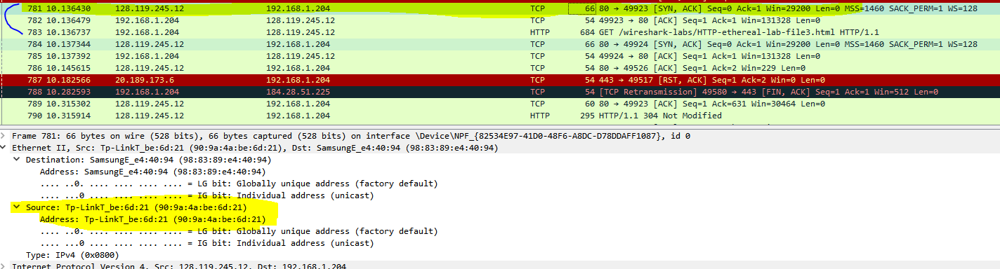 781 10.136430 128.119.245.12 192.168.1.204 TCP 66 80 → 49923 [SYN, ACK] Seq=0 Ack=1 Win=29200 Len=0 MSS=1460 SACK_PERM=1 WS=128
782 10.136479 192.168.1.204 128.119.245.12 TCP 54 49923 → 80 [ACK] Seq=1 Ack=1 Win=131328 Len=0
783 10.136737 192.168.1.204 128.119.245.12 HTTP 684 GET /wireshark-labs/HTTP-ethereal-lab-file3.html HTTP/1.1
784 10.137344 128.119.245.12 192.168.1.204 TCP 66 80 → 49924 [SYN, ACK] Seq=0 Ack=1 Win=29200 Len=0 MSS=1460 SACK_PERM=1 WS=128
785 10.137392 192.168.1.204 128.119.245.12 TCP 54 49924 → 80 [ACK] Seq=1 Ack=1 Win=131328 Len=0
786 10.145615 128.119.245.12 192.168.1.204 TCP 54 80 → 49526 [ACK] Seq=1 Ack=2 Win=229 Len=0
787 10.182566 20.189.173.6 192.168.1.204 TCP 54 443 → 49517 [RST, ACK] Seq=1 Ack=2 Win=0 Len=0
788 10.282593 192.168.1.204 184.28.51.225 TCP 54 [TCP Retransmission] 49580 → 443 [FIN, ACK] Seq=1 Ack=1 Win=512 Len=0
789 10.315302 128.119.245.12 192.168.1.204 TCP 60 80 → 49923 [ACK] Seq=1 Ack=631 Win=30464 Len=0
790 10.315914 128.119.245.12 192.168.1.204 HTTP 295 HTTP/1.1 304 Not Modified
Frame 781: 66 bytes on wire (528 bits), 66 bytes captured (528 bits) on interface \Device\NPF_{82534E97-41D0-48F6-A8DC-D78DDAFF1087}, id 0
Ethernet II, Src: Tp-LinkT_be:6d:21 (90:9a:4a:be:6d:21), Dst: SamsungE_e4:40:94 (98:83:89:e4:40:94)
Destination: SamsungE_e4:40:94 (98:83:89:e4:40:94)
Address: SamsungE_e4:40:94 (98:83:89:e4:40:94)
.... ..0. .... .... .... .... = LG bit: Globally unique address (factory default)
.... ...0 .... .... .... .... = IG bit: Individual address (unicast)
Source: Tp-LinkT_be:6d:21 (90:9a:4a:be:6d:21)
Address: Tp-LinkT_be:6d:21 (90:9a:4a:be:6d:21)
.... ..0. .... .... .... .... = LG bit: Globally unique address (factory default)
.... ...0 .... .... .... .... = IG bit: Individual address (unicast)
Type: IPv4 (0x0800)
Internet Protocol Version 4, Src: 128.119.245.12, Dst: 192.168.1.204